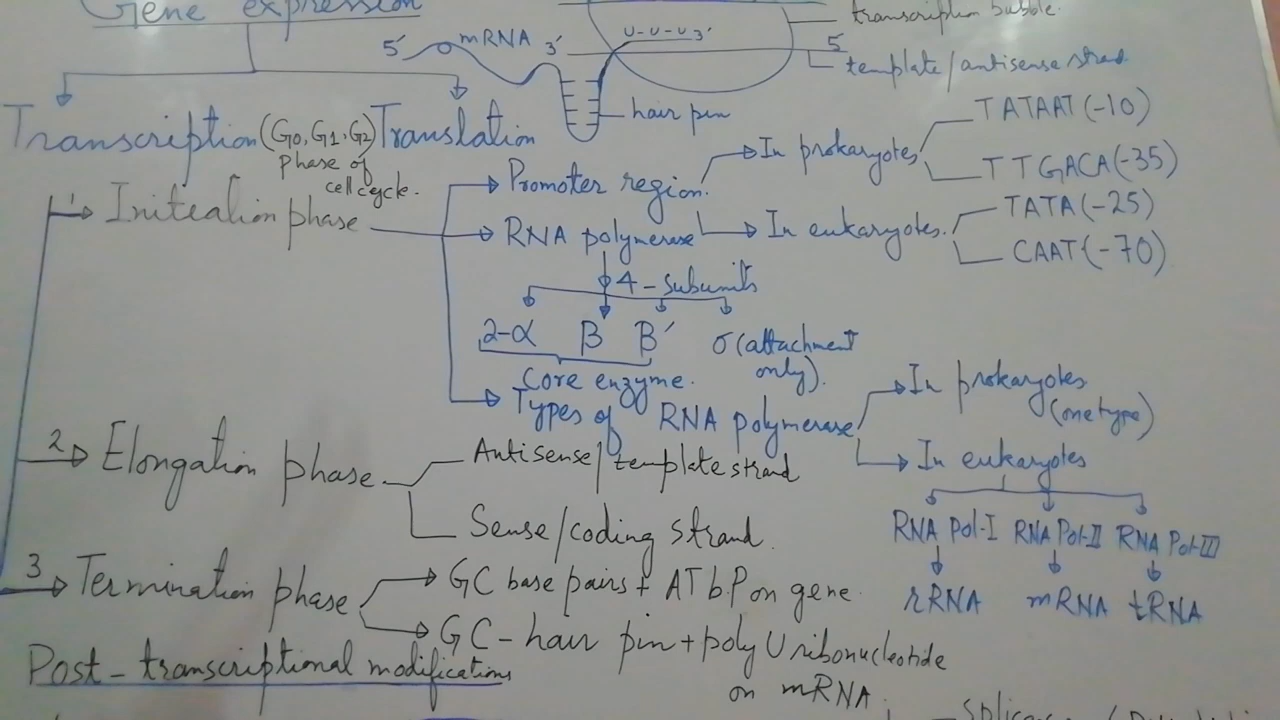 Gene expression
transcription bubble
5′ mRNA 3′ U-U-U 3′ 5′
template/antisense strad
hair pin
Transcription (G0, G1, G2) Translation
phase of
cell cycle.
1 Initeation phase
Promoter region.
In prokaryotes
TATAAT (-10)
TTGACA (-35)
In eukaryotes.
TATA (-25)
CAAT (-70)
RNA polymerase
4-subunits
2-α β β′ σ (attachment
only).
Core enzyme.
Types of RNA polymerase
In prokaryotes
(one type)
In eukaryotes
RNA Pol-I RNA Pol-II RNA Pol-III
rRNA mRNA tRNA
2 Elongation phase
Antisense/template strand
Sense/coding strand.
3 Termination phase
GC base pairs + AT b.P on gene.
GC-hair pin + poly U ribonucleotide
on mRNA
Post-transcriptional modifications